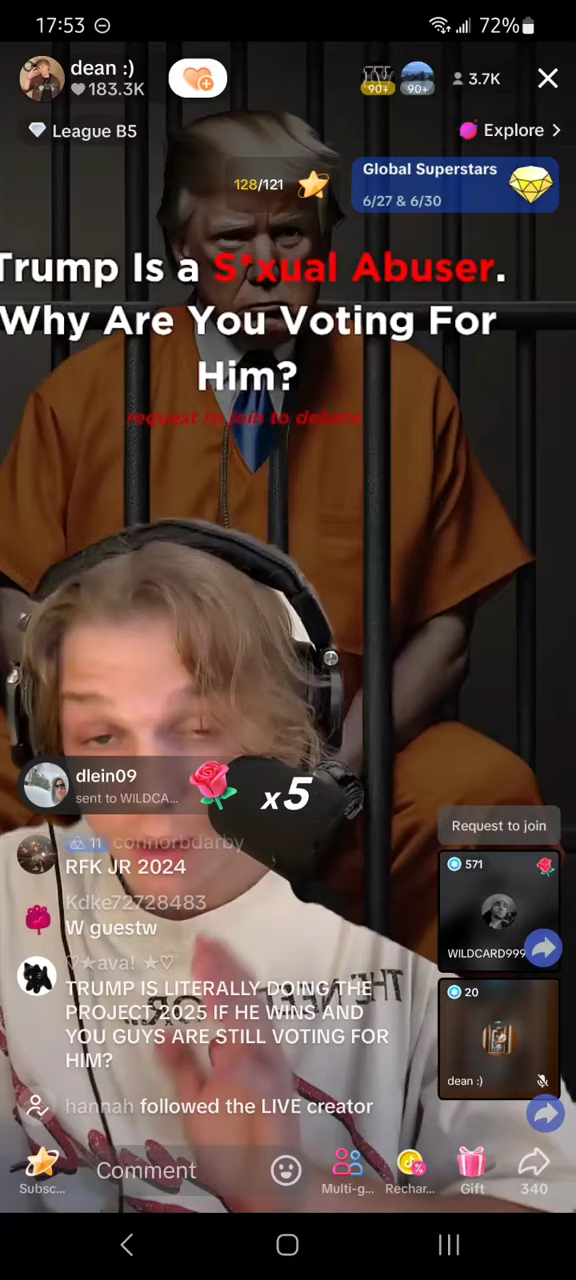 17:53
72%
dean :)
183.3K
90+
90+
3.7K
League B5
Explore >
128/121
Global Superstars
6/27 & 6/30
Trump Is a S*xual Abuser.
Why Are You Voting For
Him?
request to join to debate
dlein09
sent to WILDCA...
x5
Request to join
11 connorbdarby
RFK JR 2024
571
Kdke72728483
W guestw
WILDCARD999
♡★ava! ★♡
TRUMP IS LITERALLY DOING THE
PROJECT 2025 IF HE WINS AND
YOU GUYS ARE STILL VOTING FOR
HIM?
20
dean :)
hannah followed the LIVE creator
Comment
Subsc...
Multi-g...
Rechar...
Gift
340